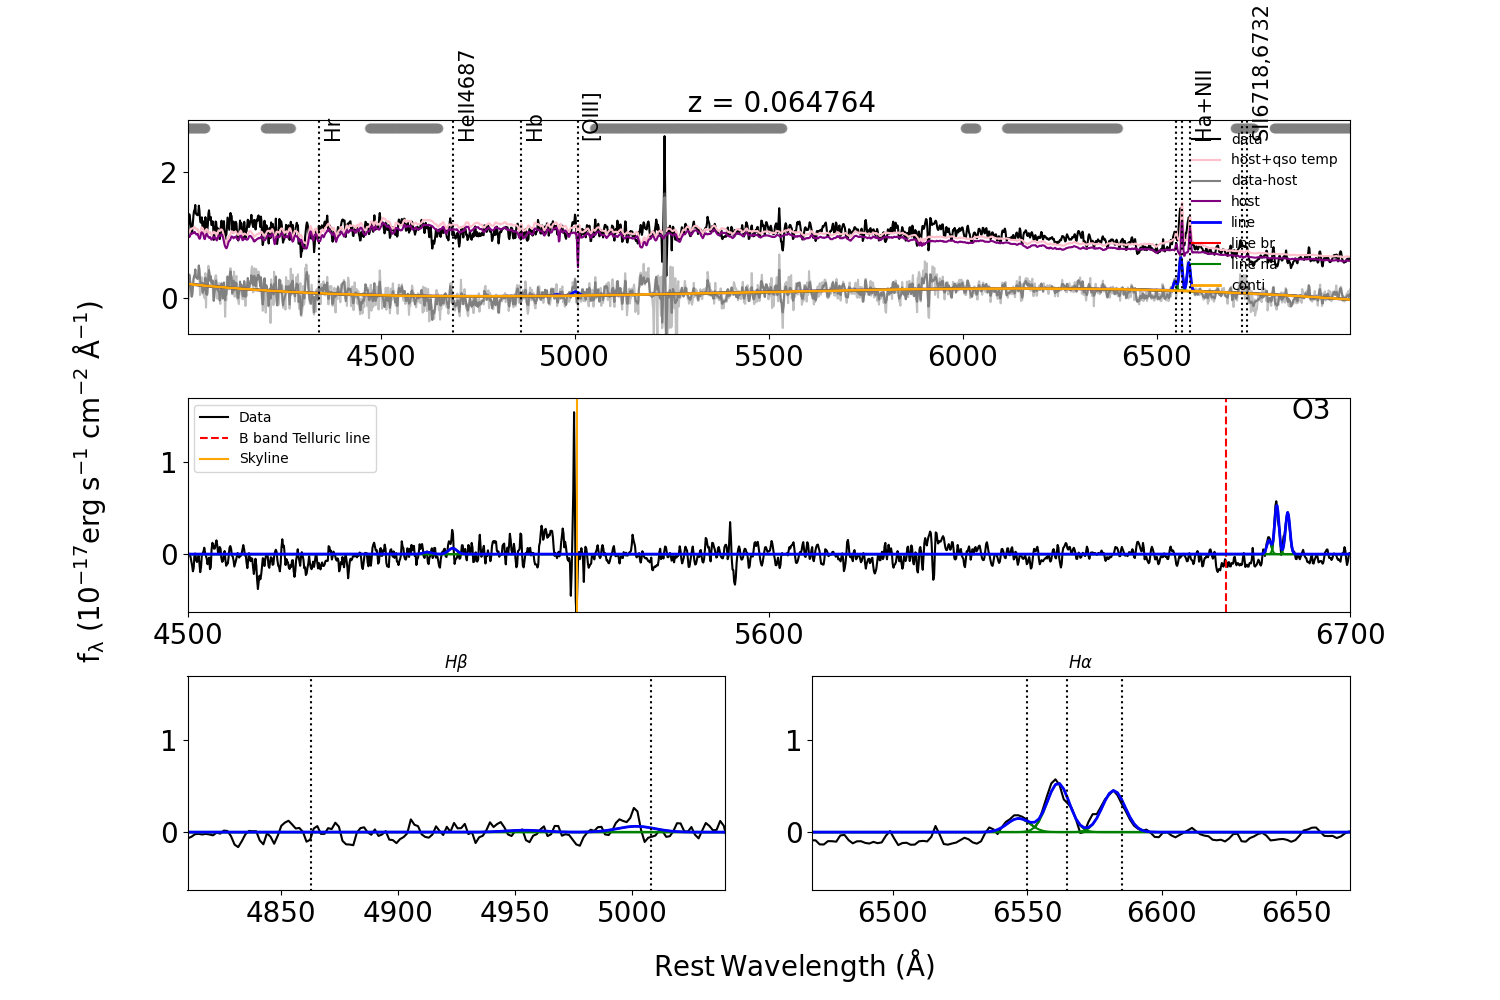 z = 0.064764
Hr
HeII4687
Hb
[OIII]
Ha+NII
SII6718,6732
data
host+qso temp
data-host
host
line
line br
line na
conti
2
0
4500
5000
5500
6000
6500
Data
B band Telluric line
Skyline
O3
1
0
4500
5600
6700
fλ (10−17erg s−1 cm−2 Å−1)
Hβ
1
0
4850
4900
4950
5000
Hα
1
0
6500
6550
6600
6650
Rest Wavelength (Å)